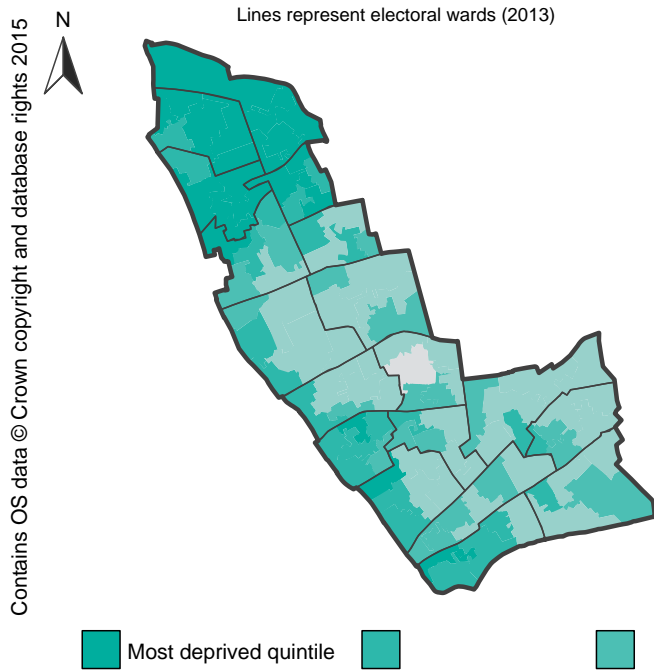 Lines represent electoral wards (2013)
N
Contains OS data © Crown copyright and database rights 2015
Most deprived quintile